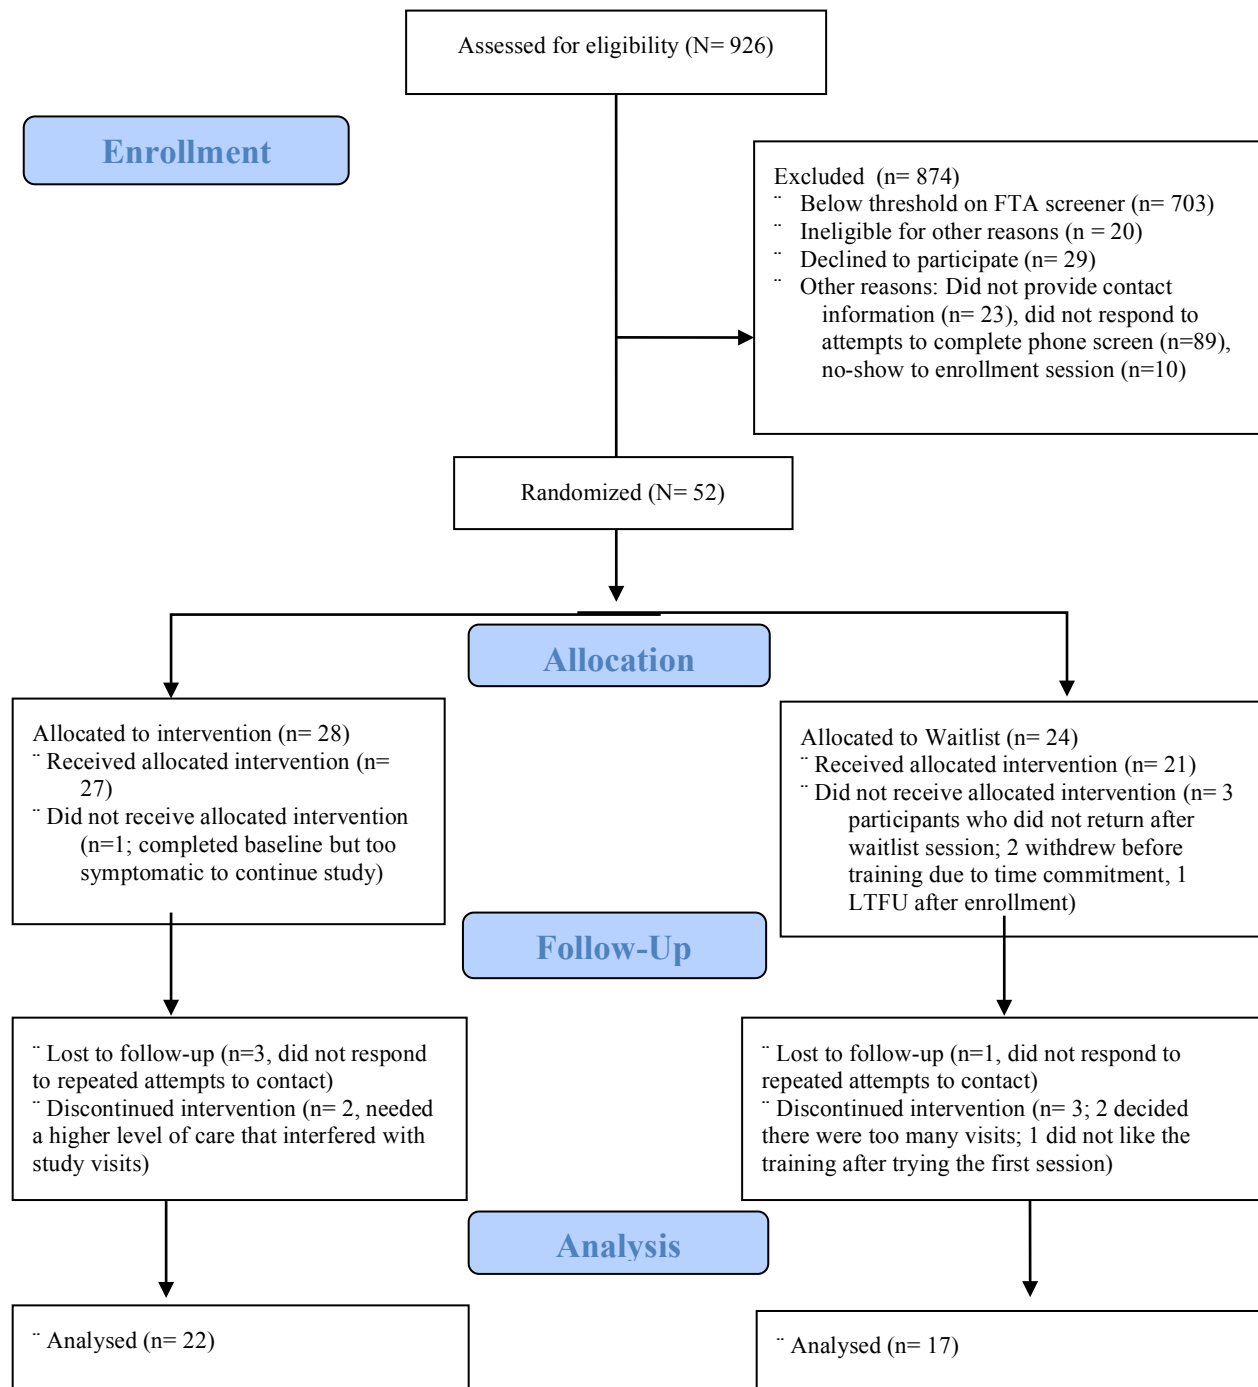 Assessed for eligibility (N= 926)
Enrollment
Excluded  (n= 874)
¨ Below threshold on FTA screener (n= 703)
¨ Ineligible for other reasons (n = 20)
¨ Declined to participate (n= 29)
¨ Other reasons: Did not provide contact
information (n= 23), did not respond to
attempts to complete phone screen (n=89),
no-show to enrollment session (n=10)
Randomized (N= 52)
Allocation
Allocated to intervention (n= 28)
¨ Received allocated intervention (n=
27)
¨ Did not receive allocated intervention
(n=1; completed baseline but too
symptomatic to continue study)
Allocated to Waitlist (n= 24)
¨ Received allocated intervention (n= 21)
¨ Did not receive allocated intervention (n= 3
participants who did not return after
waitlist session; 2 withdrew before
training due to time commitment, 1
LTFU after enrollment)
Follow-Up
¨ Lost to follow-up (n=3, did not respond
to repeated attempts to contact)
¨ Discontinued intervention (n= 2, needed
a higher level of care that interfered with
study visits)
¨ Lost to follow-up (n=1, did not respond to
repeated attempts to contact)
¨ Discontinued intervention (n= 3; 2 decided
there were too many visits; 1 did not like the
training after trying the first session)
Analysis
¨ Analysed (n= 22)
¨ Analysed (n= 17)